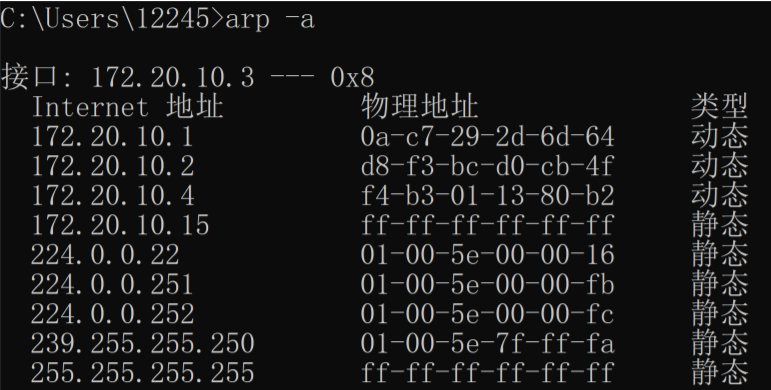 C:\Users\12245>arp -a
接口: 172.20.10.3 --- 0x8
Internet 地址 物理地址 类型
172.20.10.1 0a-c7-29-2d-6d-64 动态
172.20.10.2 d8-f3-bc-d0-cb-4f 动态
172.20.10.4 f4-b3-01-13-80-b2 动态
172.20.10.15 ff-ff-ff-ff-ff-ff 静态
224.0.0.22 01-00-5e-00-00-16 静态
224.0.0.251 01-00-5e-00-00-fb 静态
224.0.0.252 01-00-5e-00-00-fc 静态
239.255.255.250 01-00-5e-7f-ff-fa 静态
255.255.255.255 ff-ff-ff-ff-ff-ff 静态